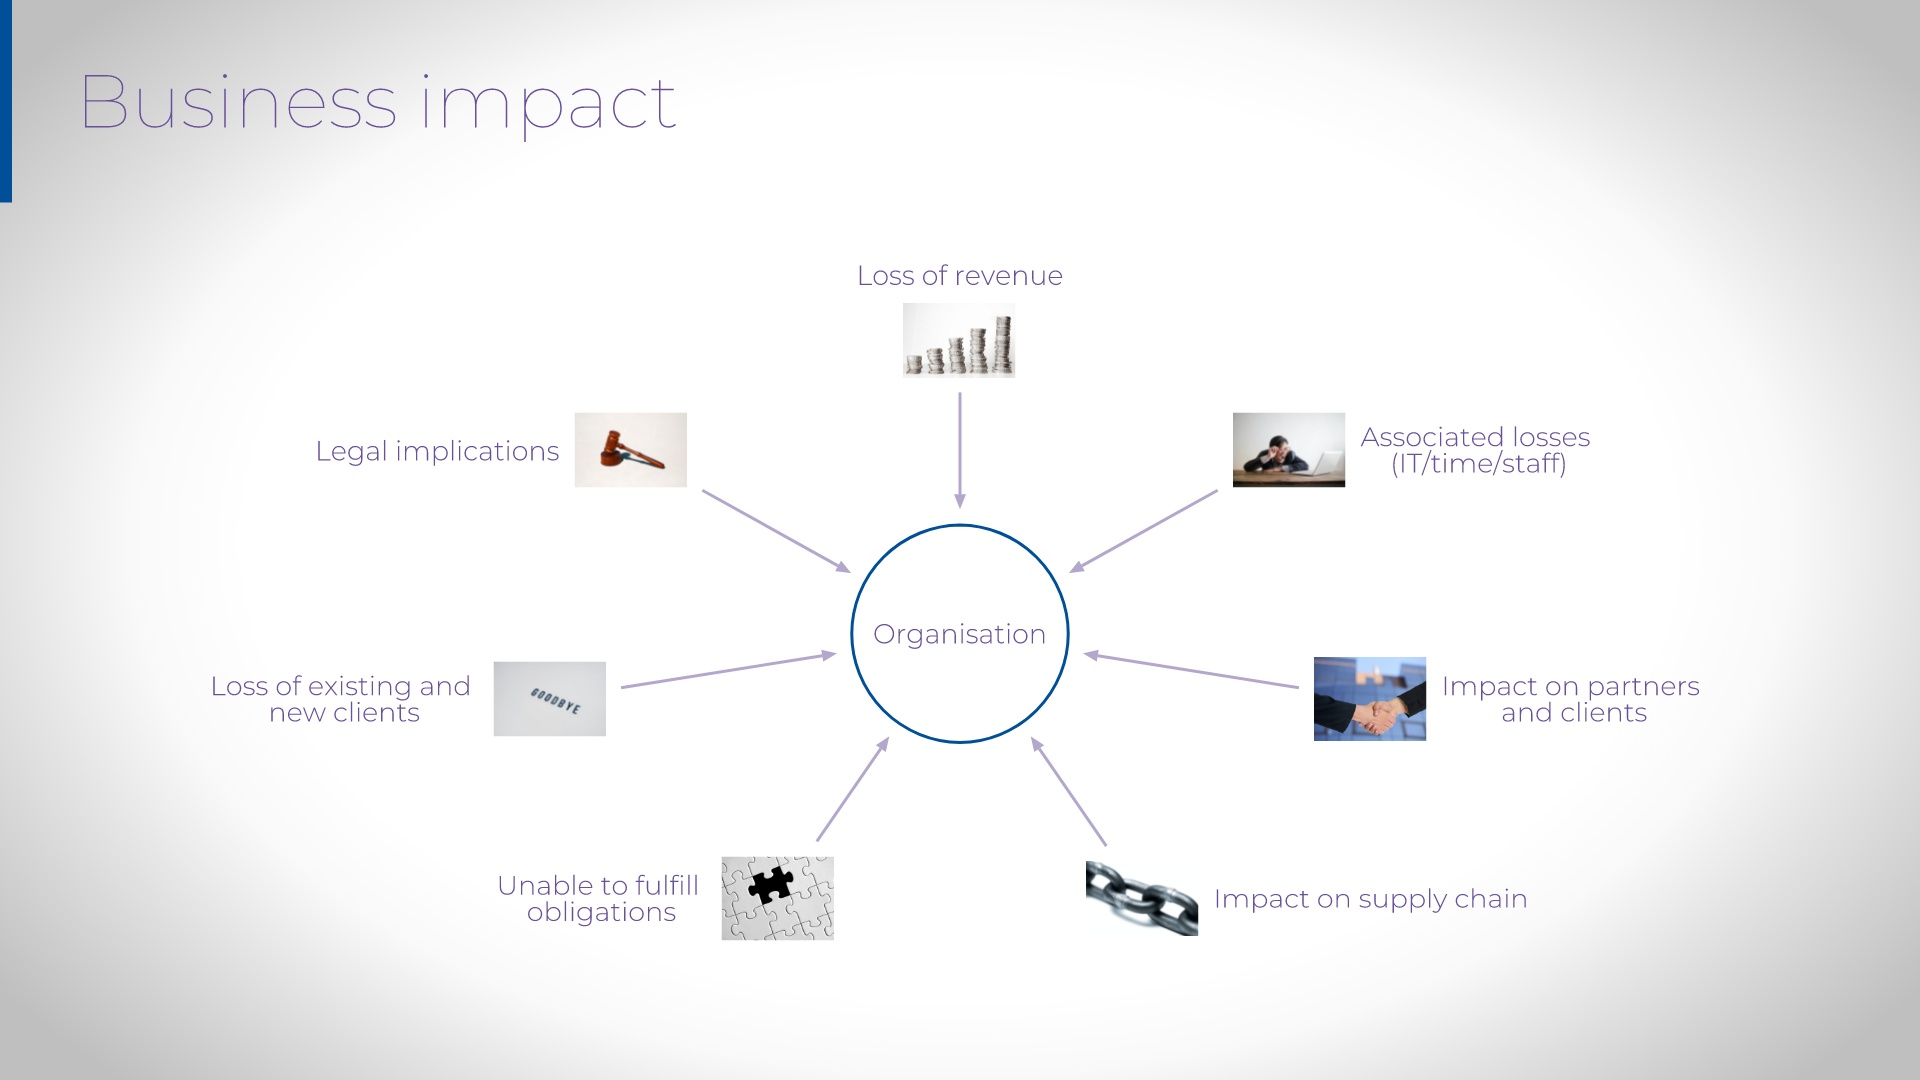 Business impact
Loss of revenue
Legal implications
Associated losses
(IT/time/staff)
Organisation
Loss of existing and
new clients
GOODBYE
Impact on partners
and clients
Unable to fulfill
obligations
Impact on supply chain